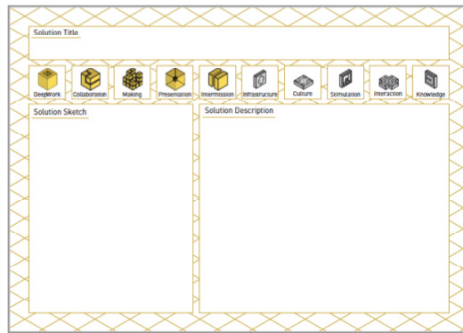 Solution Title
DeepWork Collaboration Making Presentation Intermission Infrastructure Culture Stimulation Interaction Knowledge
Solution Sketch
Solution Description